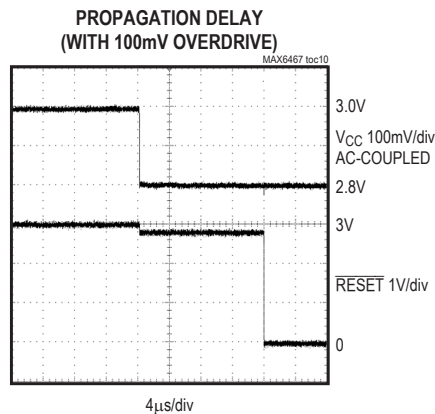 PROPAGATION DELAY
(WITH 100mV OVERDRIVE)
MAX6467 toc10
3.0V
VCC 100mV/div
AC-COUPLED
2.8V
3V
RESET 1V/div
0
4μs/div